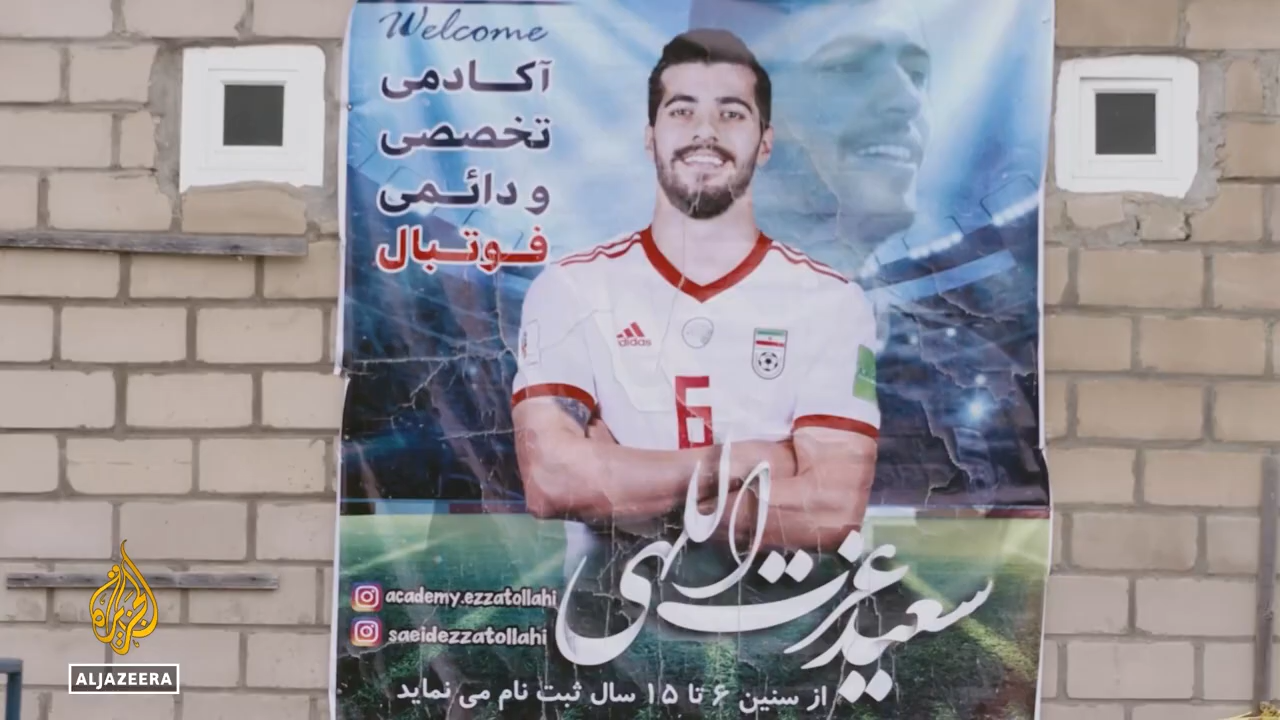 Welcome
آکادمی
تخصصی
و دائمی
فوتبال
adidas
6
سعید عزت اللهی
academy.ezzatollahi
saeidezzatollahi
از سنین ۶ تا ۱۵ سال ثبت نام می نماید
الجزيرة
ALJAZEERA